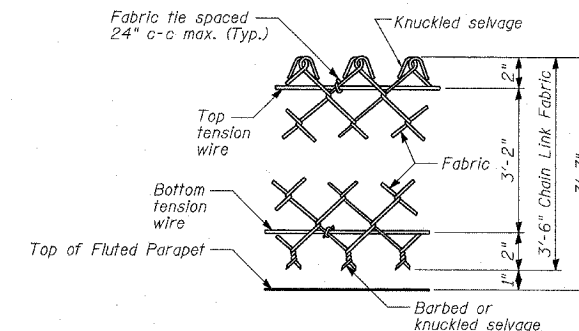 Fabric tie spaced
24" c-c max. (Typ.)
Knuckled selvage
Top
tension
wire
Fabric
Bottom
tension
wire
Top of Fluted Parapet
Barbed or
knuckled selvage
2"
3'-2"
2"
1"
3'-6" Chain Link Fabric